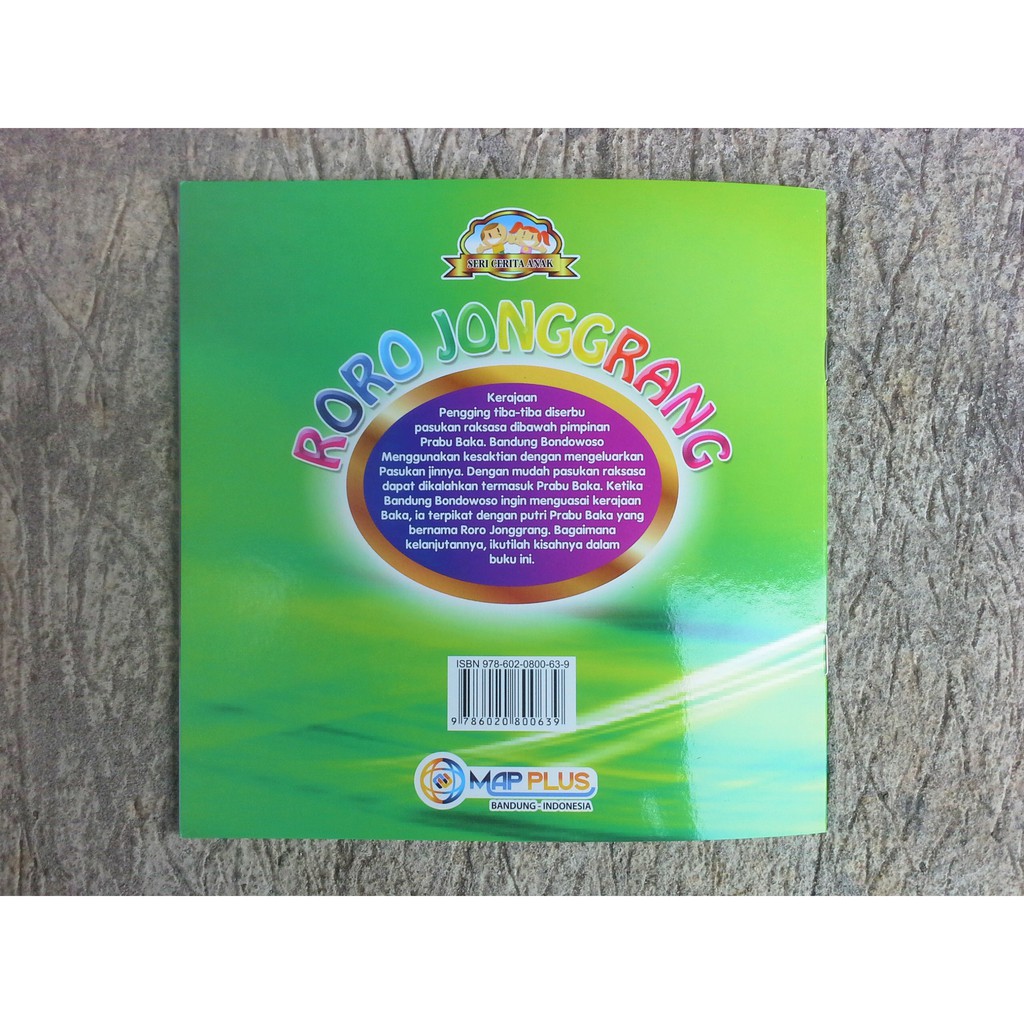 SERI CERITA ANAK
RORO JONGGRANG
Kerajaan
Pengging tiba-tiba diserbu
pasukan raksasa dibawah pimpinan
Prabu Baka. Bandung Bondowoso
Menggunakan kesaktian dengan mengeluarkan
Pasukan jinnya. Dengan mudah pasukan raksasa
dapat dikalahkan termasuk Prabu Baka. Ketika
Bandung Bondowoso ingin menguasai kerajaan
Baka, ia terpikat dengan putri Prabu Baka yang
bernama Roro Jonggrang. Bagaimana
kelanjutannya, ikutilah kisahnya dalam
buku ini.
ISBN 978-602-0800-63-9
9 786020 800639
MAP PLUS
BANDUNG - INDONESIA